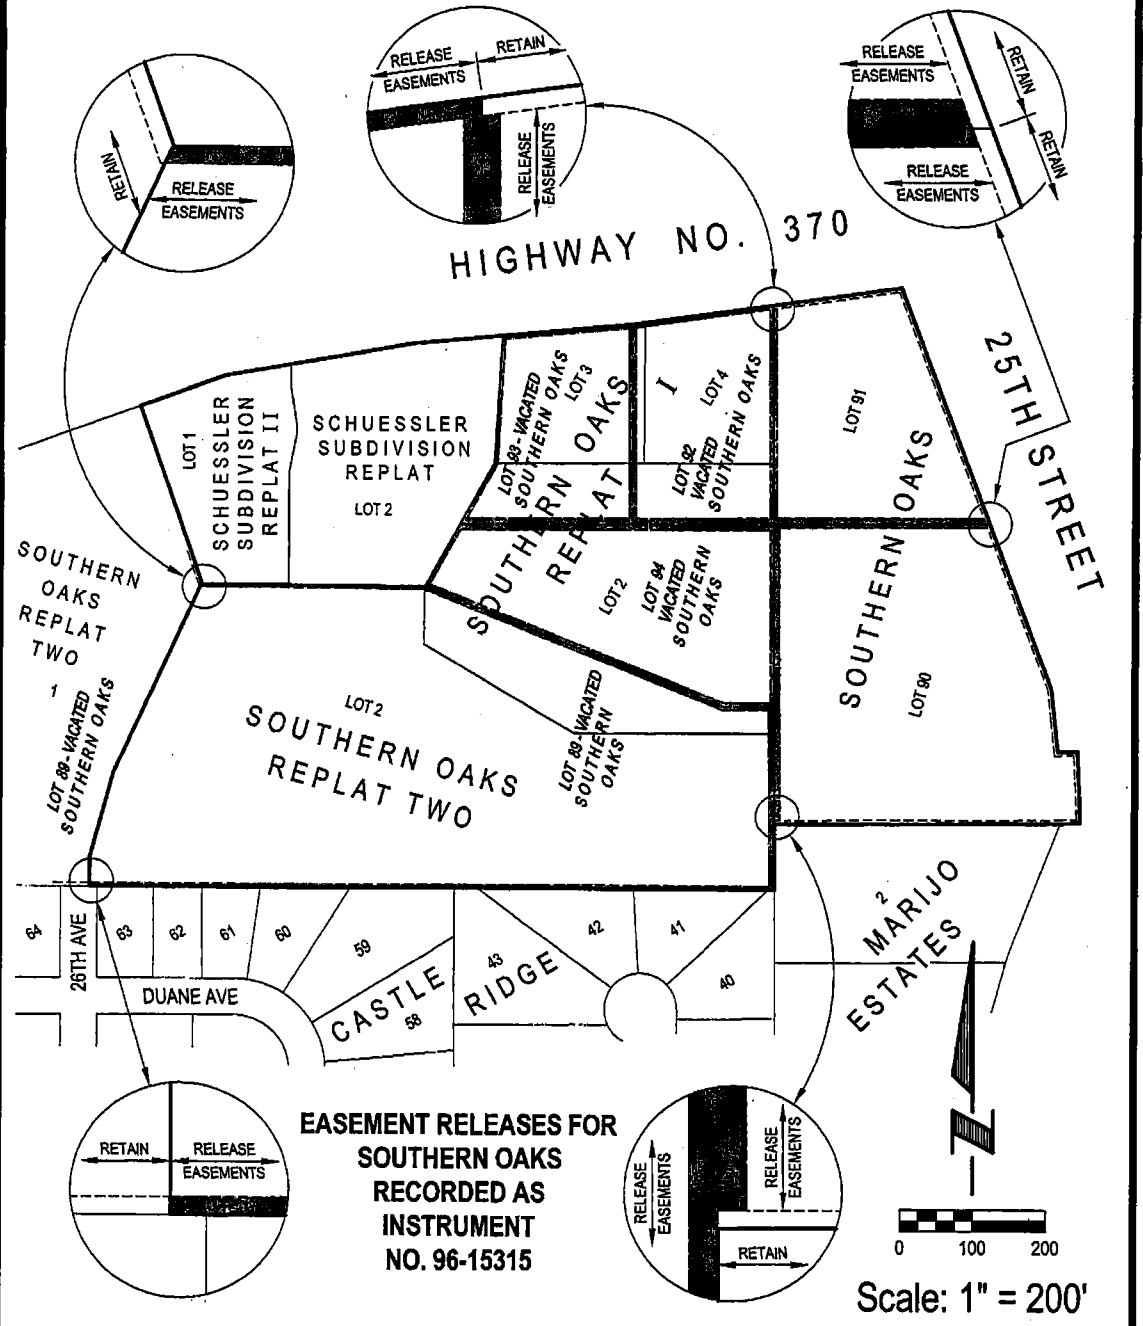 RELEASE
EASEMENTS
RETAIN
RELEASE
EASEMENTS
RELEASE
EASEMENTS
RETAIN
RETAIN
RELEASE
EASEMENTS
RETAIN
RELEASE
EASEMENTS
HIGHWAY NO. 370
25TH STREET
LOT 1
SCHUESSLER
SUBDIVISION
REPLAT II
SCHUESSLER
SUBDIVISION
REPLAT
LOT 2
LOT 93 - VACATED
SOUTHERN OAKS
LOT 3
SOUTHERN OAKS
REPLAT I
LOT 4
LOT 92
VACATED
SOUTHERN OAKS
LOT 91
SOUTHERN OAKS
LOT 2
LOT 94
VACATED
SOUTHERN
OAKS
LOT 90
SOUTHERN
OAKS
REPLAT
TWO
1
LOT 89 - VACATED
SOUTHERN OAKS
LOT 2
SOUTHERN OAKS
REPLAT TWO
LOT 89 - VACATED
SOUTHERN
OAKS
64
26TH AVE
63
62
61
60
59
58
43
42
41
40
DUANE AVE
CASTLE RIDGE
2
MARIJO
ESTATES
RETAIN
RELEASE
EASEMENTS
EASEMENT RELEASES FOR
SOUTHERN OAKS
RECORDED AS
INSTRUMENT
NO. 96-15315
RELEASE
EASEMENTS
RELEASE
EASEMENTS
RETAIN
N
0 100 200
Scale: 1" = 200'